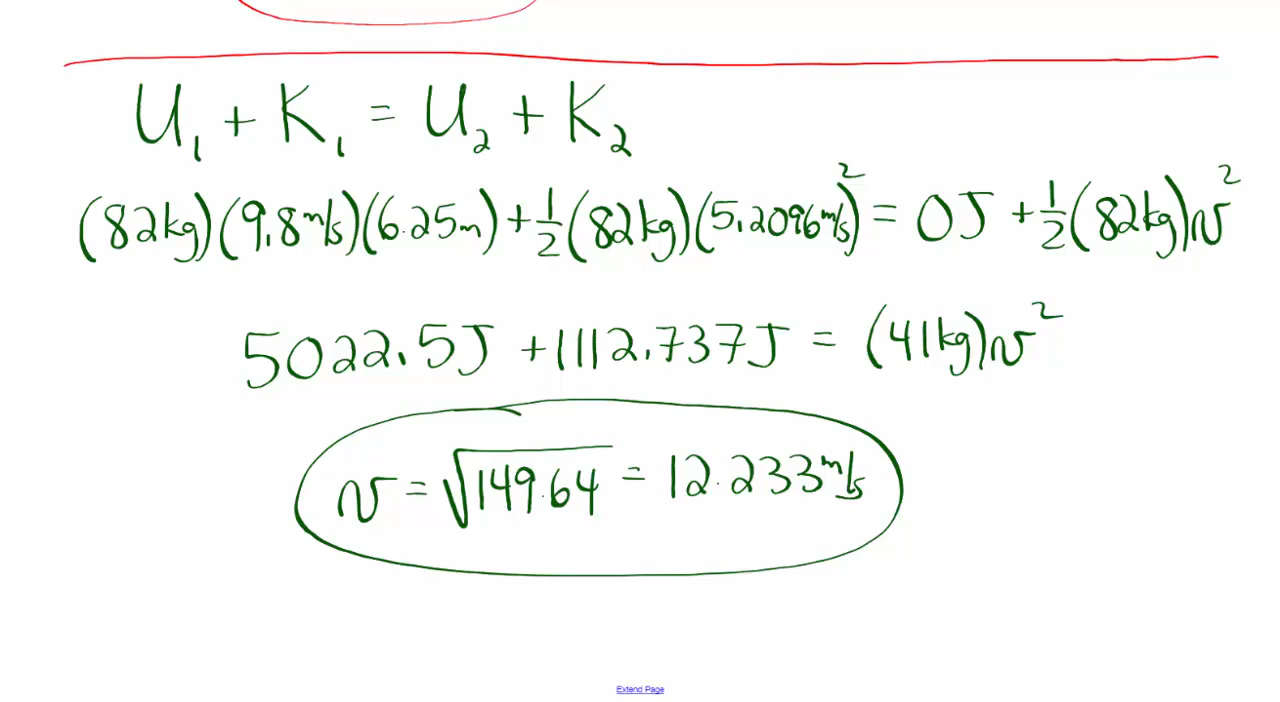 U₁ + K₁ = U₂ + K₂
(82kg)(9.8m/s)(6.25m) + ½(82kg)(5.2096m/s)² = 0J + ½(82kg)v²
5022.5J + 1112.737J = (41kg)v²
v = √149.64 = 12.233m/s
Extend Page